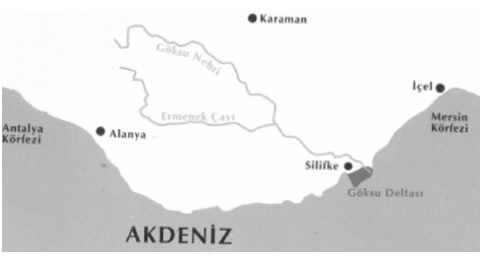 Karaman
Göksu Nehri
İçel
Ermenek Çayı
Mersin
Körfezi
Antalya
Körfezi
Alanya
Silifke
Göksu Deltası
AKDENİZ